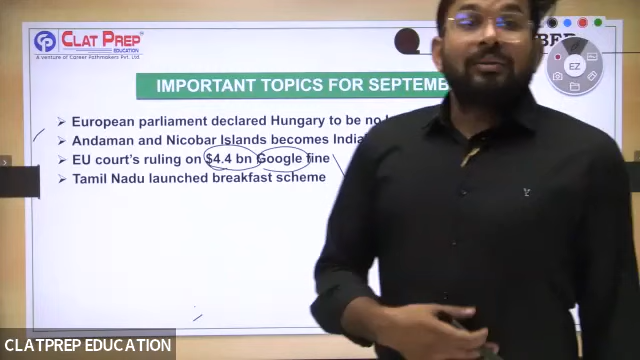 CP CLAT PREP
EDUCATION
A venture of Career Pathmakers Pvt. Ltd
BER
EZ
IMPORTANT TOPICS FOR SEPTEMB
European parliament declared Hungary to be no
Andaman and Nicobar Islands becomes India
EU court's ruling on $4.4 bn Google fine
Tamil Nadu launched breakfast scheme
CLATPREP EDUCATION